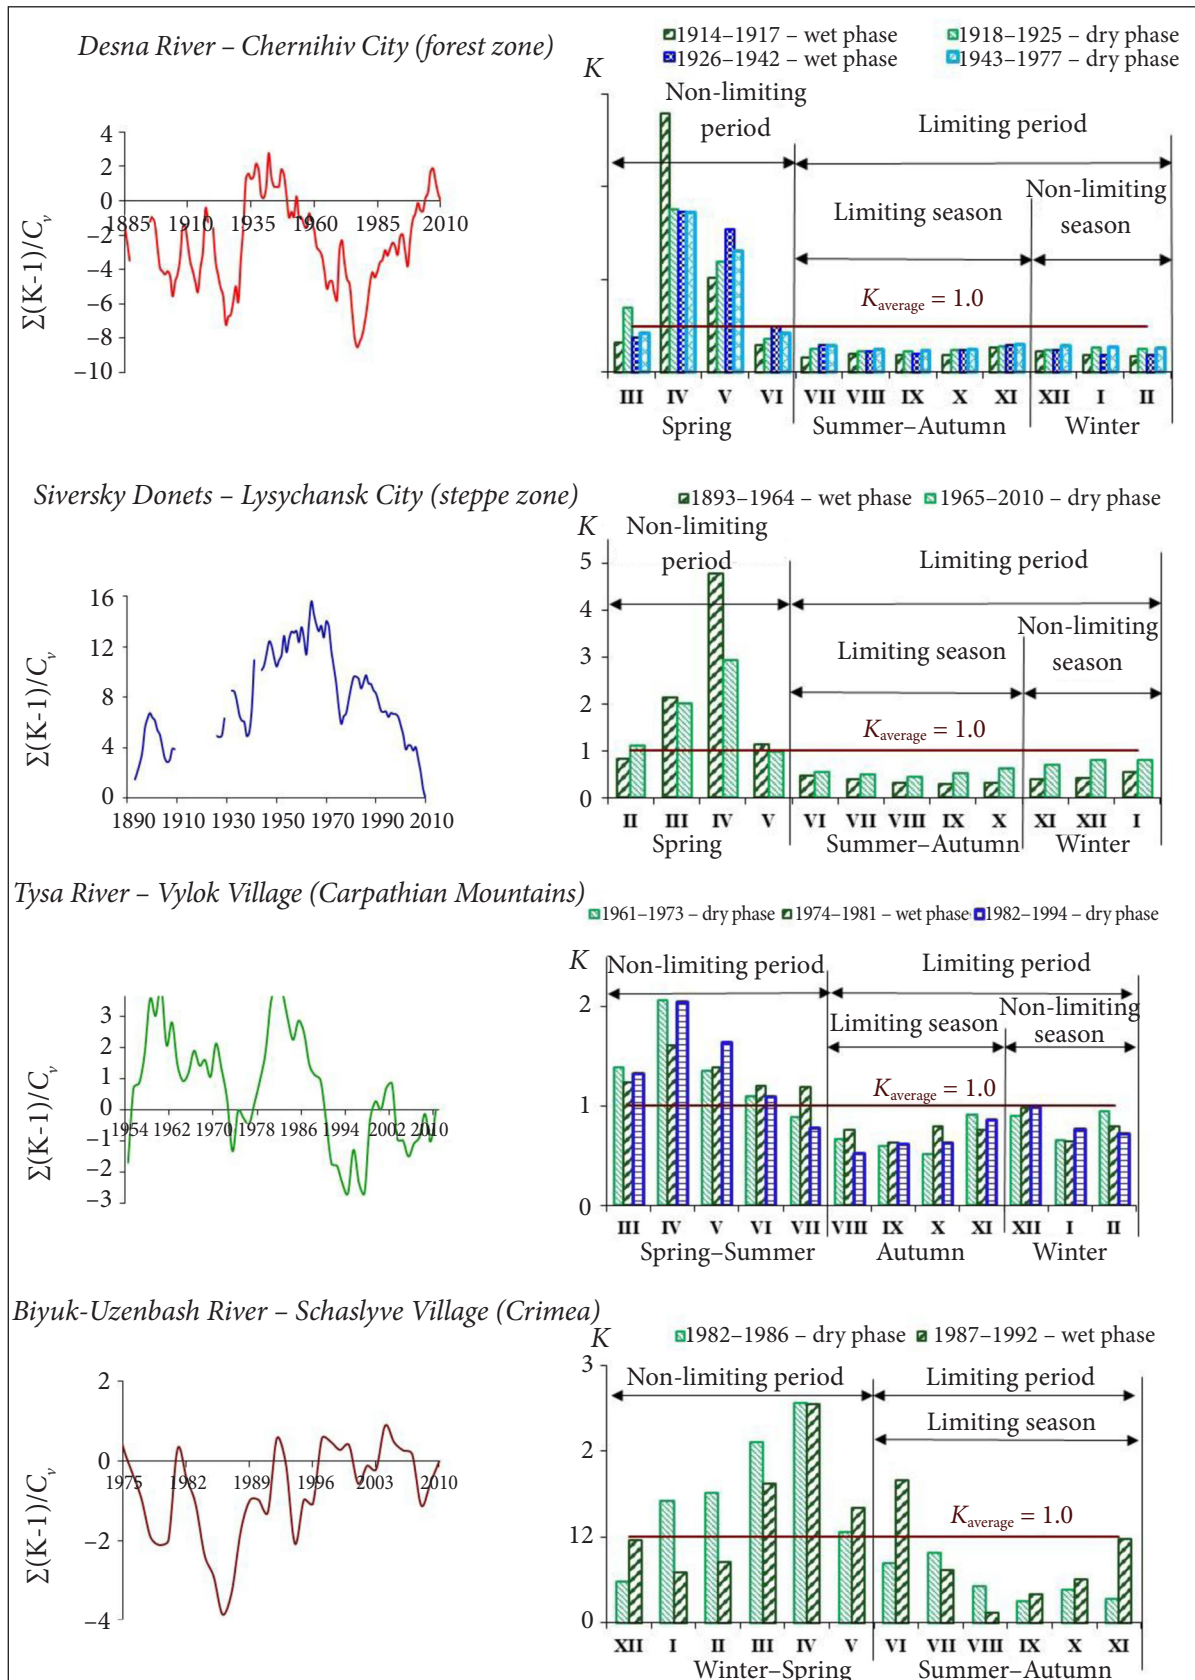 Desna River – Chernihiv City (forest zone)
1914–1917 – wet phase
1918–1925 – dry phase
1926–1942 – wet phase
1943–1977 – dry phase
K
Non-limiting
period
Limiting period
Limiting season
Non-limiting
season
K average = 1.0
4
2
0
−2
−4
−6
−8
−10
1885 1910 1935 1960 1985 2010
Σ(K-1)/Cv
III IV V VI VII VIII IX X XI XII I II
Spring Summer–Autumn Winter
Siversky Donets – Lysychansk City (steppe zone)
1893–1964 – wet phase
1965–2010 – dry phase
K
Non-limiting
period
Limiting period
Limiting season
Non-limiting
season
K average = 1.0
16
12
8
4
0
1890 1910 1930 1950 1970 1990 2010
Σ(K-1)/Cv
5
4
3
2
1
0
II III IV V VI VII VIII IX X XI XII I
Spring Summer–Autumn Winter
Tysa River – Vylok Village (Carpathian Mountains)
1961–1973 – dry phase
1974–1981 – wet phase
1982–1994 – dry phase
K
Non-limiting period
Limiting period
Limiting season
Non-limiting
season
K average = 1.0
3
2
1
1
0
−1
−2
−3
1954 1962 1970 1978 1986 1994 2002 2010
Σ(K-1)/Cv
2
1
0
III IV V VI VII VIII IX X XI XII I II
Spring–Summer Autumn Winter
Biyuk-Uzenbash River – Schaslyve Village (Crimea)
1982–1986 – dry phase
1987–1992 – wet phase
K
Non-limiting period
Limiting period
Limiting season
K average = 1.0
2
0
−2
−4
1975 1982 1989 1996 2003 2010
Σ(K-1)/Cv
3
2
12
0
XII I II III IV V VI VII VIII IX X XI
Winter–Spring Summer–Autumn